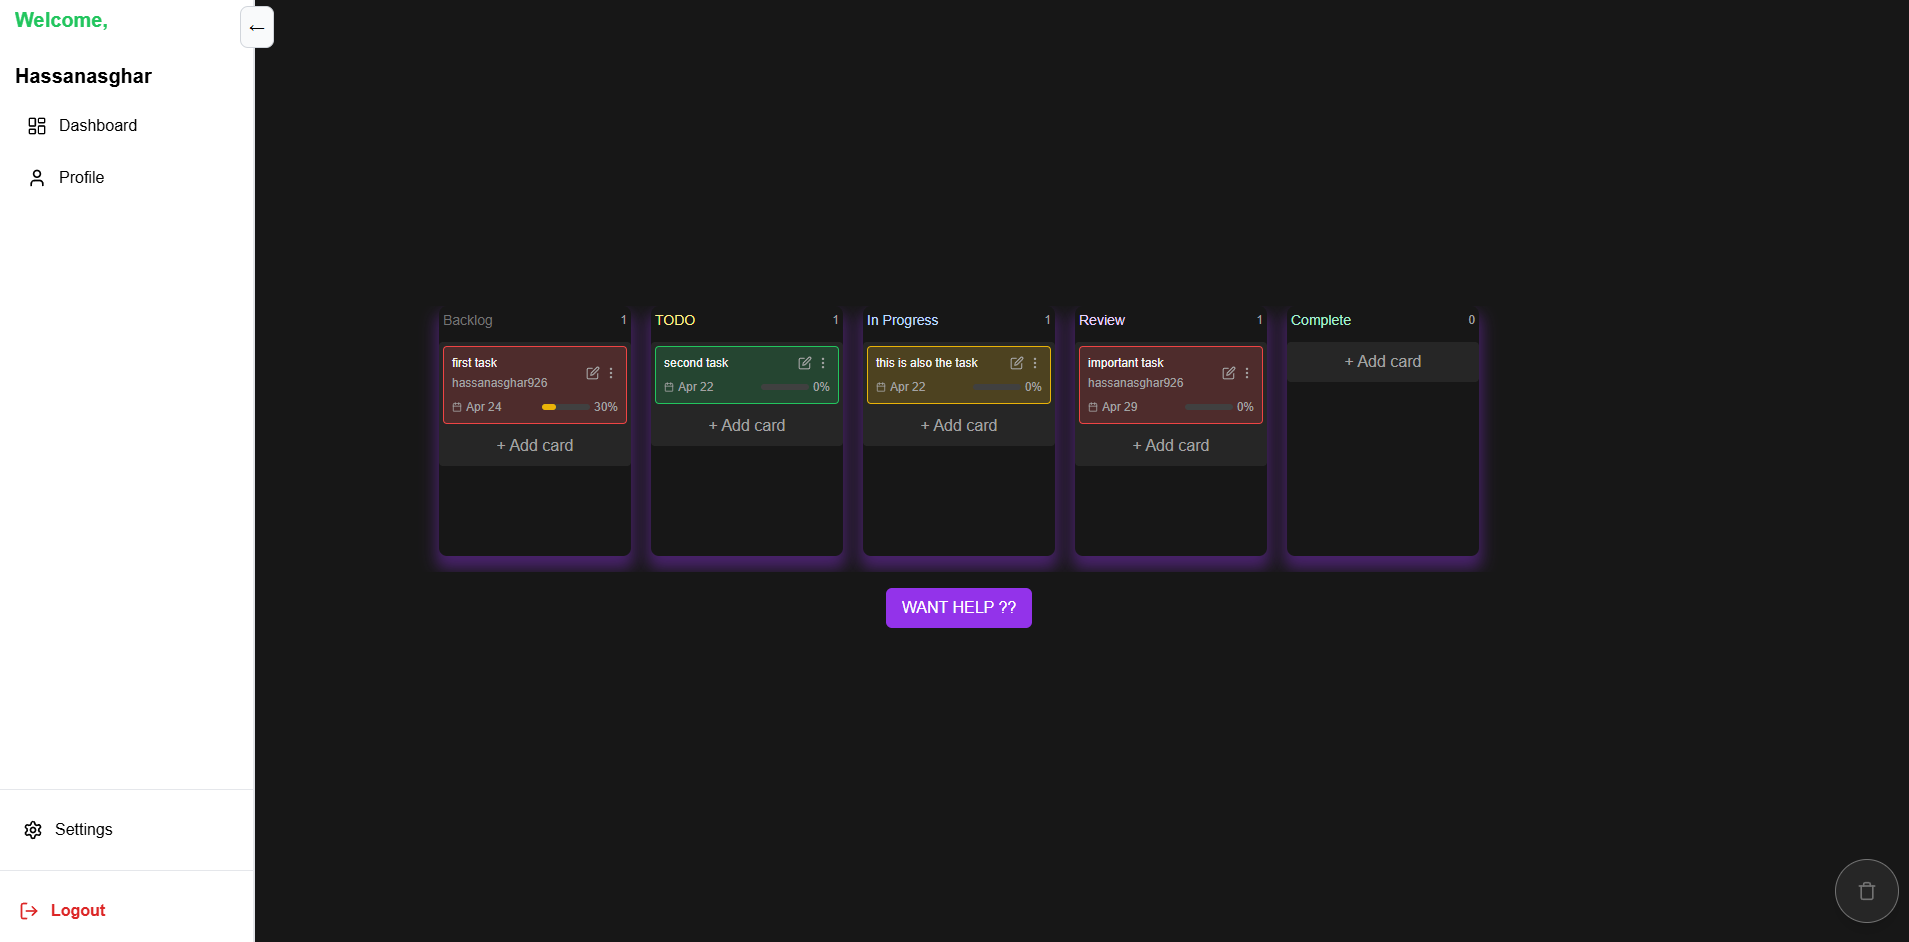 Welcome,
←
Hassanasghar
Dashboard
Profile
Settings
Logout
Backlog 1
first task
hassanasghar926
Apr 24 30%
+ Add card
TODO 1
second task
Apr 22 0%
+ Add card
In Progress 1
this is also the task
Apr 22 0%
+ Add card
Review 1
important task
hassanasghar926
Apr 29 0%
+ Add card
Complete 0
+ Add card
WANT HELP ??